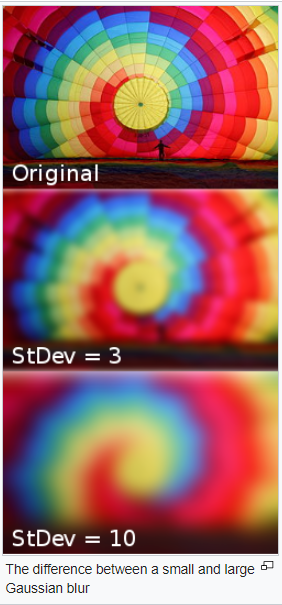 Original
StDev = 3
StDev = 10
The difference between a small and large
Gaussian blur